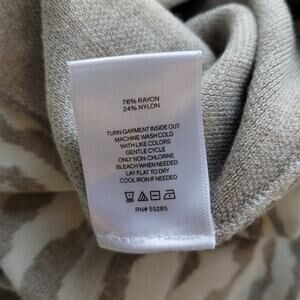 76% RAYON
24% NYLON
TURN GARMENT INSIDE OUT
MACHINE WASH COLD
WITH LIKE COLORS
GENTLE CYCLE
ONLY NON-CHLORINE
BLEACH WHEN NEEDED
LAY FLAT TO DRY
COOL IRON IF NEEDED
RN# 55285